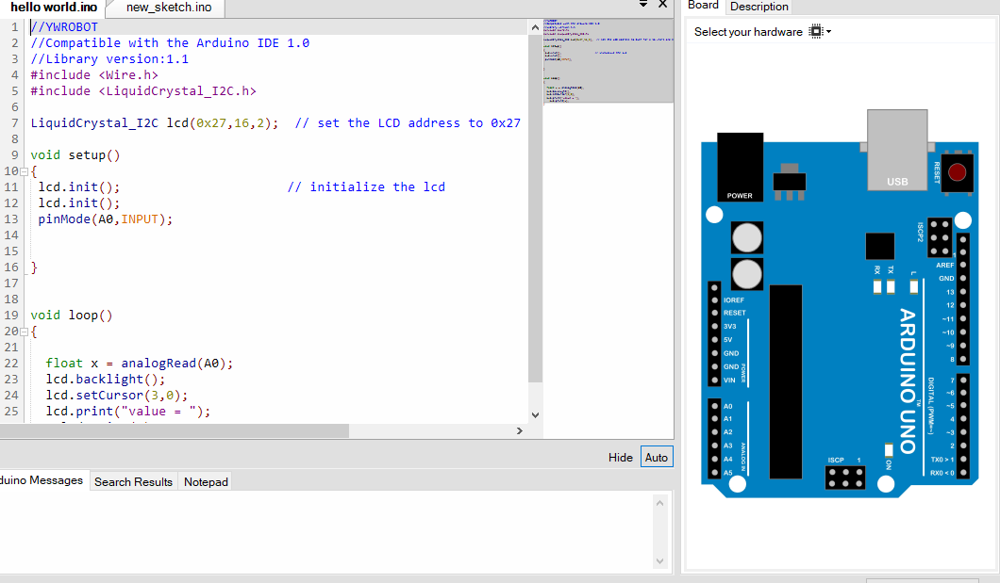 hello world.ino
new_sketch.ino
1 //YWROBOT
2 //Compatible with the Arduino IDE 1.0
3 //Library version:1.1
4 #include <Wire.h>
5 #include <LiquidCrystal_I2C.h>
6
7 LiquidCrystal_I2C lcd(0x27,16,2);  // set the LCD address to 0x27
8
9 void setup()
10 {
11 lcd.init();                      // initialize the lcd
12 lcd.init();
13 pinMode(A0,INPUT);
14
15
16 }
17
18
19 void loop()
20 {
21
22 float x = analogRead(A0);
23 lcd.backlight();
24 lcd.setCursor(3,0);
25 lcd.print("value = ");
Hide
Auto
duino Messages
Search Results
Notepad
Board
Description
Select your hardware
POWER
USB
RESET
ISCP2
1
RX
TX
L
AREF
GND
13
12
~11
~10
~9
8
IOREF
RESET
3V3
5V
GND
GND
VIN
POWER
ARDUINO UNO
TM
DIGITAL (PWM=~)
7
~6
~5
4
~3
2
TX0 > 1
RX0 < 0
A0
A1
A2
A3
A4
A5
ANALOG IN
ISCP
1
ON